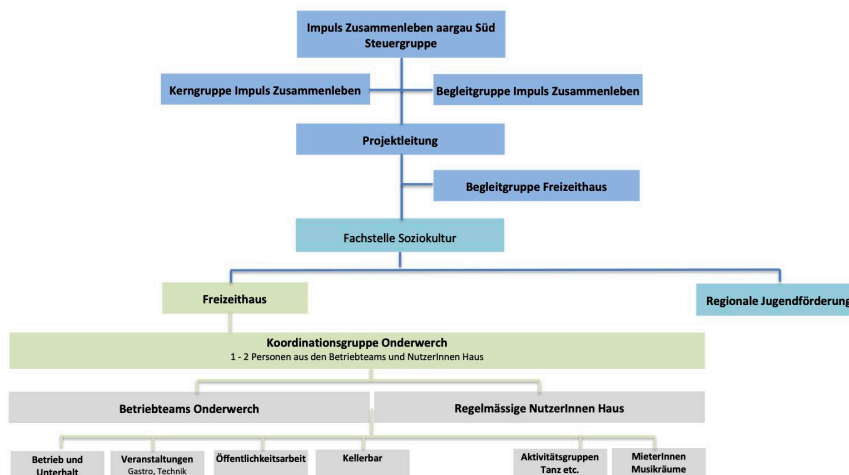 Impuls Zusammenleben aargau Süd
Steuergruppe
Kerngruppe Impuls Zusammenleben
Begleitgruppe Impuls Zusammenleben
Projektleitung
Begleitgruppe Freizeithaus
Fachstelle Soziokultur
Freizeithaus
Regionale Jugendförderung
Koordinationsgruppe Onderwerch
1 - 2 Personen aus den Betriebteams und NutzerInnen Haus
Betriebteams Onderwerch
Regelmässige NutzerInnen Haus
Betrieb und
Unterhalt
Veranstaltungen
Gastro, Technik
Öffentlichkeitsarbeit
Kellerbar
Aktivitätsgruppen
Tanz etc.
MieterInnen
Musikräume